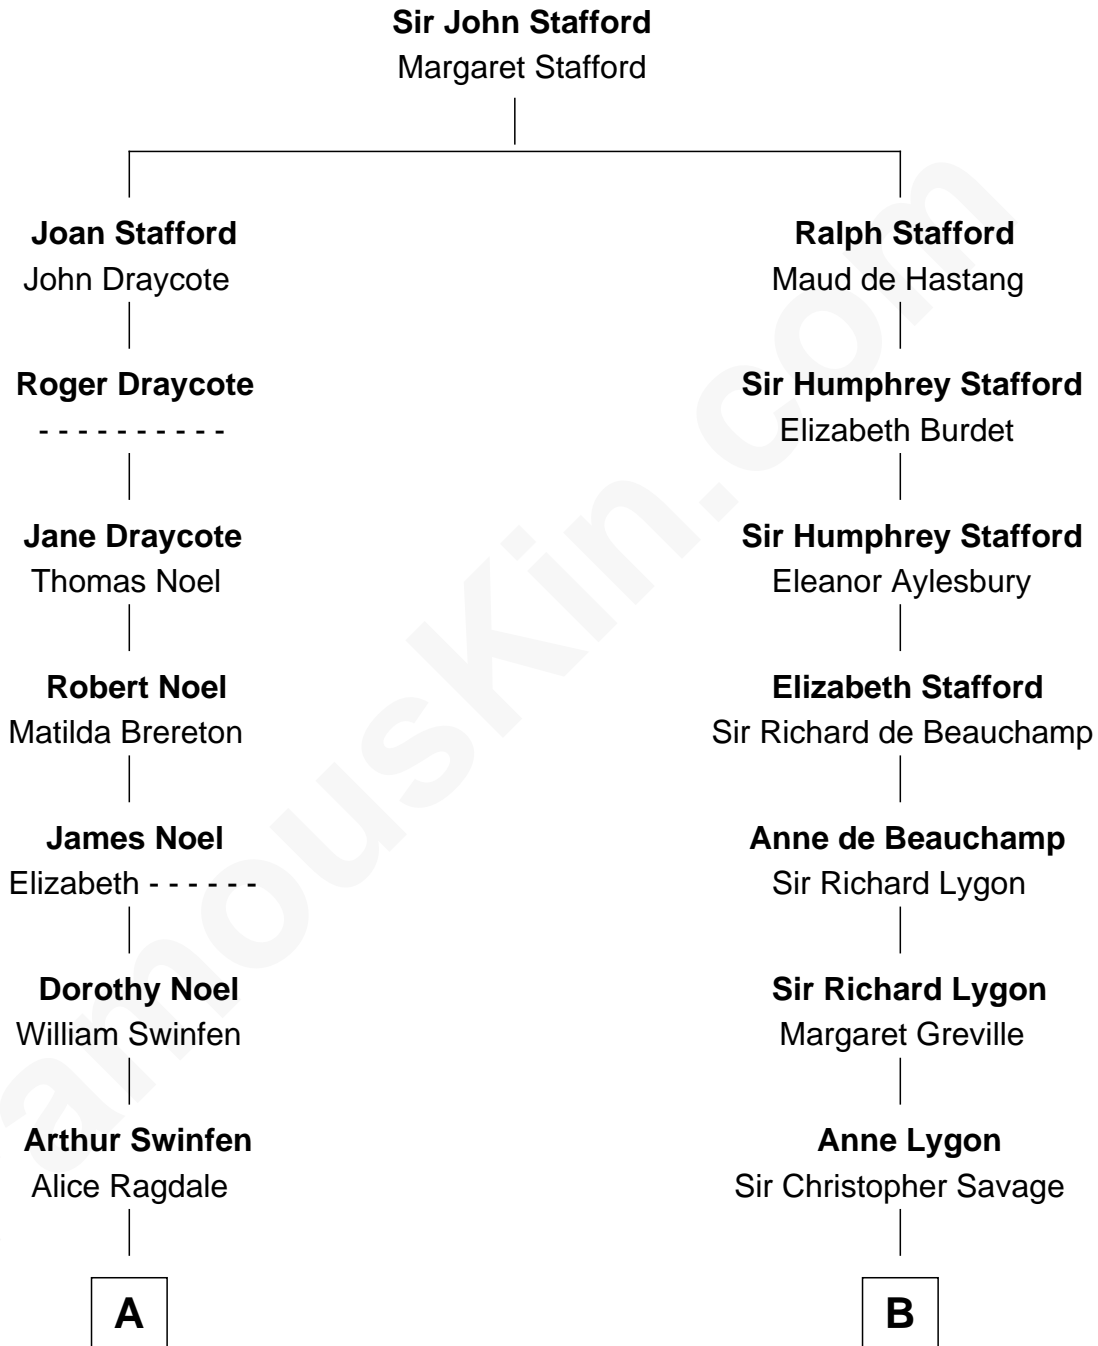 Sir John Stafford
Margaret Stafford
Joan Stafford
John Draycote
Ralph Stafford
Maud de Hastang
Roger Draycote
- - - - - - - - - -
Sir Humphrey Stafford
Elizabeth Burdet
Jane Draycote
Thomas Noel
Sir Humphrey Stafford
Eleanor Aylesbury
Robert Noel
Matilda Brereton
Elizabeth Stafford
Sir Richard de Beauchamp
James Noel
Elizabeth - - - - - -
Anne de Beauchamp
Sir Richard Lygon
Dorothy Noel
William Swinfen
Sir Richard Lygon
Margaret Greville
Arthur Swinfen
Alice Ragdale
Anne Lygon
Sir Christopher Savage
A
B
amouskin.com